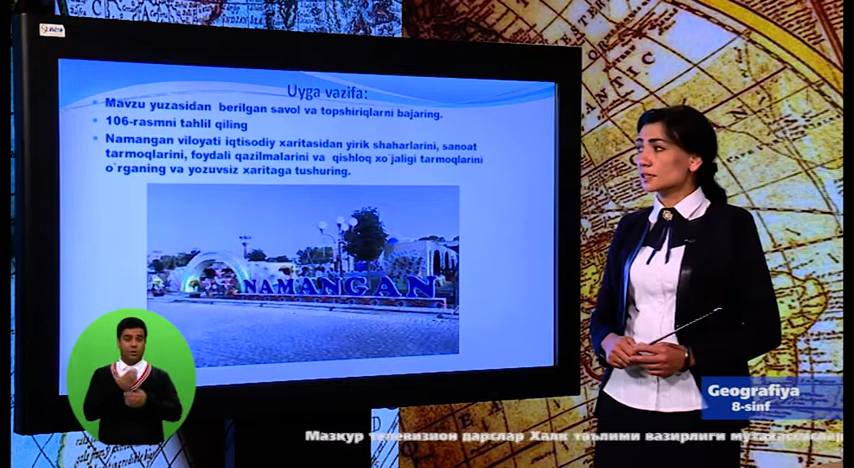 Uyga vazifa:
• Mavzu yuzasidan berilgan savol va topshiriqlarni bajaring.
• 106-rasmni tahlil qiling
• Namangan viloyati iqtisodiy xaritasidan yirik shaharlarini, sanoat
tarmoqlarini, foydali qazilmalarini va qishloq xo`jaligi tarmoqlarini
o`rganing va yozuvsiz xaritaga tushuring.
NAMANGAN
Geografiya
8-sinf
Мазкур телевизион дарслар Халқ таълими вазирлиги мутахассислар